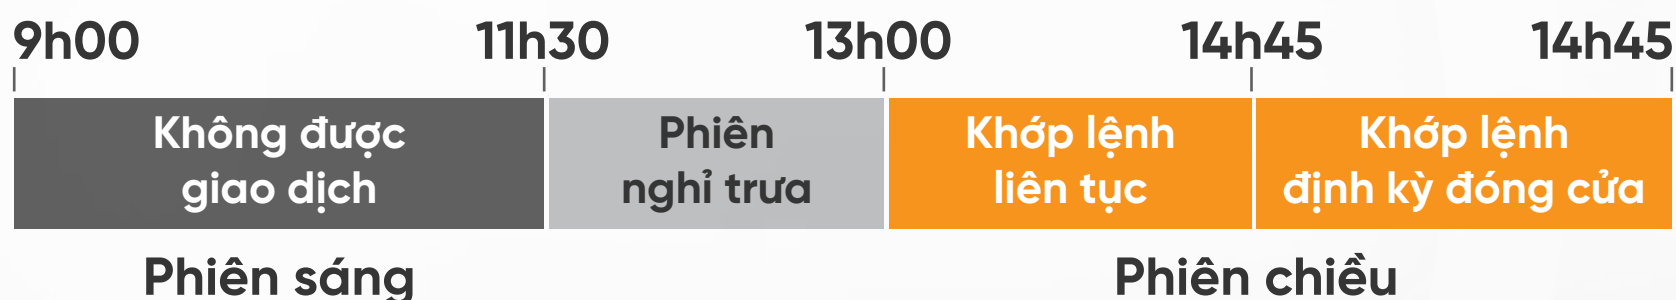 9h00 11h30 13h00 14h45 14h45
Không được giao dịch
Phiên nghỉ trưa
Khớp lệnh liên tục
Khớp lệnh định kỳ đóng cửa
Phiên sáng Phiên chiều